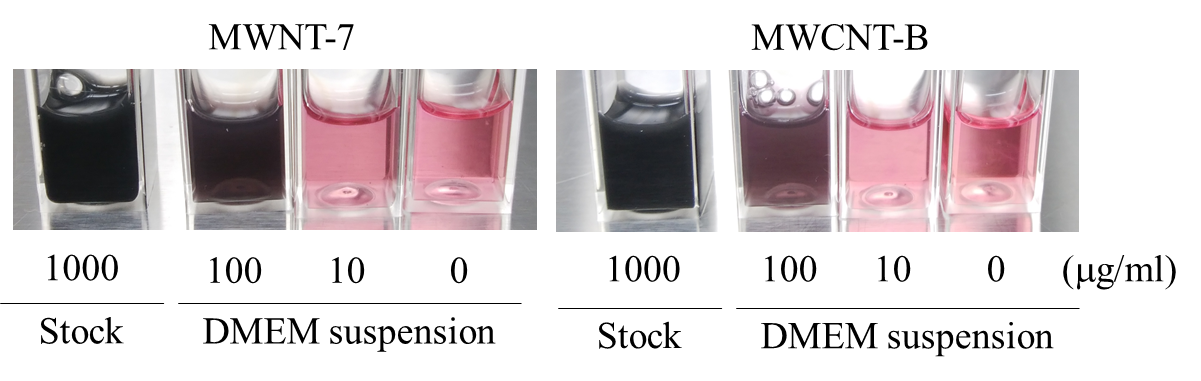 MWNT-7
MWCNT-B
1000 100 10 0 1000 100 10 0 (μg/ml)
Stock DMEM suspension Stock DMEM suspension